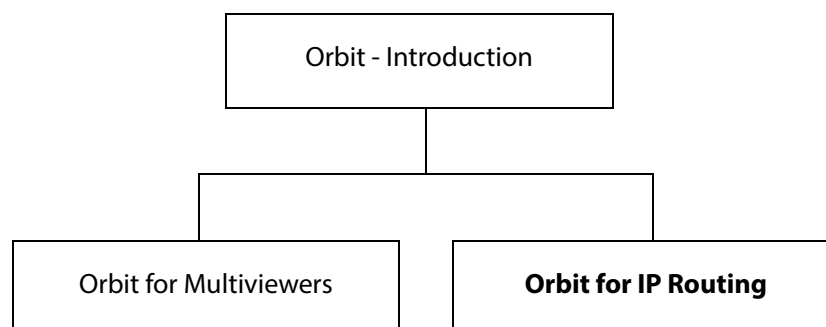 Orbit - Introduction
Orbit for Multiviewers
Orbit for IP Routing